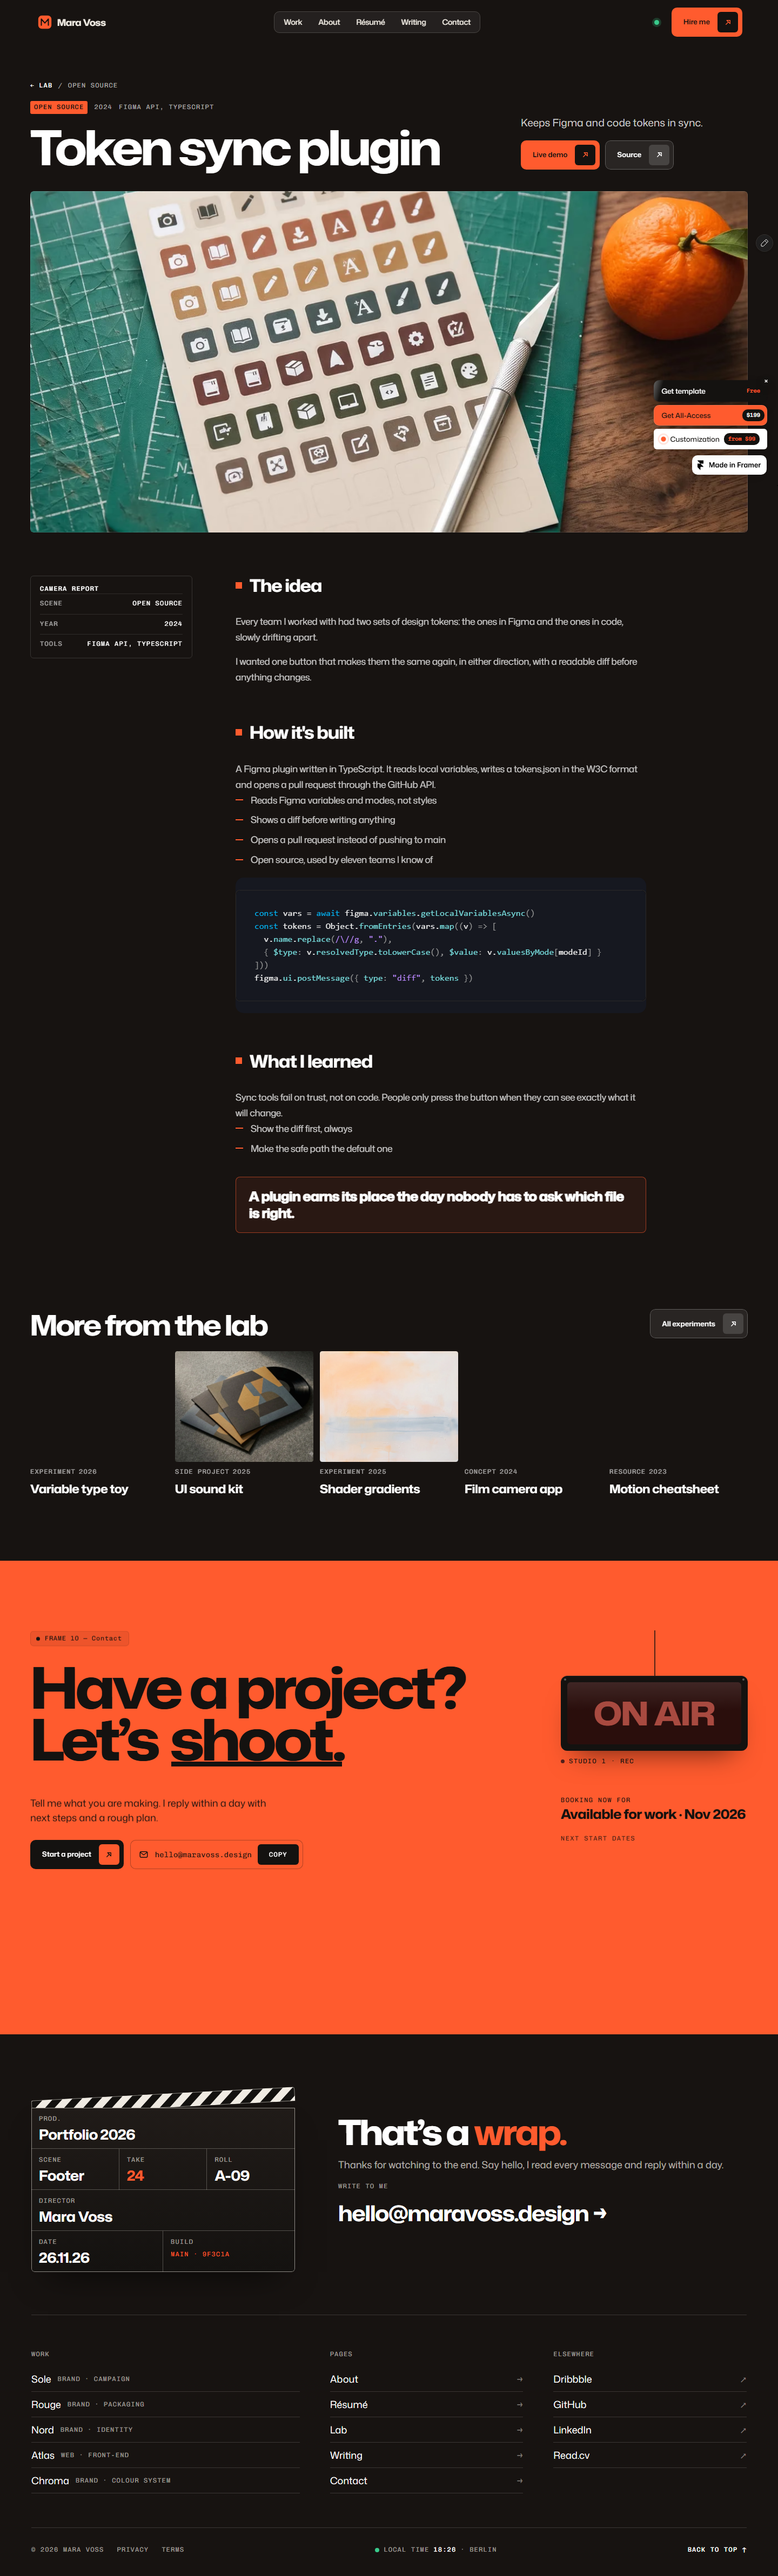 Mara Voss
Work About Résumé Writing Contact
Hire me
← LAB / OPEN SOURCE
OPEN SOURCE 2024 FIGMA API, TYPESCRIPT
Token sync plugin
Keeps Figma and code tokens in sync.
Live demo
Source
Get template Free
Get All-Access $199
Customization from $99
Made in Framer
CAMERA REPORT
SCENE OPEN SOURCE
YEAR 2024
TOOLS FIGMA API, TYPESCRIPT
The idea
Every team I worked with had two sets of design tokens: the ones in Figma and the ones in code,
slowly drifting apart.
I wanted one button that makes them the same again, in either direction, with a readable diff before
anything changes.
How it's built
A Figma plugin written in TypeScript. It reads local variables, writes a tokens.json in the W3C format
and opens a pull request through the GitHub API.
Reads Figma variables and modes, not styles
Shows a diff before writing anything
Opens a pull request instead of pushing to main
Open source, used by eleven teams I know of
const vars = await figma.variables.getLocalVariablesAsync()
const tokens = Object.fromEntries(vars.map((v) => [
v.name.replace(/\//g, "."),
{ $type: v.resolvedType.toLowerCase(), $value: v.valuesByMode[modeId] }
]))
figma.ui.postMessage({ type: "diff", tokens })
What I learned
Sync tools fail on trust, not on code. People only press the button when they can see exactly what it
will change.
Show the diff first, always
Make the safe path the default one
A plugin earns its place the day nobody has to ask which file
is right.
More from the lab
All experiments
EXPERIMENT 2026
Variable type toy
SIDE PROJECT 2025
UI sound kit
EXPERIMENT 2025
Shader gradients
CONCEPT 2024
Film camera app
RESOURCE 2023
Motion cheatsheet
FRAME 10 — Contact
Have a project?
Let's shoot.
Tell me what you are making. I reply within a day with
next steps and a rough plan.
Start a project
hello@maravoss.design COPY
ON AIR
STUDIO 1 · REC
BOOKING NOW FOR
Available for work · Nov 2026
NEXT START DATES
PROD.
Portfolio 2026
SCENE
Footer
TAKE
24
ROLL
A-09
DIRECTOR
Mara Voss
DATE
26.11.26
BUILD
MAIN · 9F3C1A
That's a wrap.
Thanks for watching to the end. Say hello, I read every message and reply within a day.
WRITE TO ME
hello@maravoss.design →
WORK
Sole BRAND · CAMPAIGN
Rouge BRAND · PACKAGING
Nord BRAND · IDENTITY
Atlas WEB · FRONT-END
Chroma BRAND · COLOUR SYSTEM
PAGES
About →
Résumé →
Lab →
Writing →
Contact →
ELSEWHERE
Dribbble ↗
GitHub ↗
LinkedIn ↗
Read.cv ↗
© 2026 MARA VOSS PRIVACY TERMS
LOCAL TIME 18:26 · BERLIN
BACK TO TOP ↑